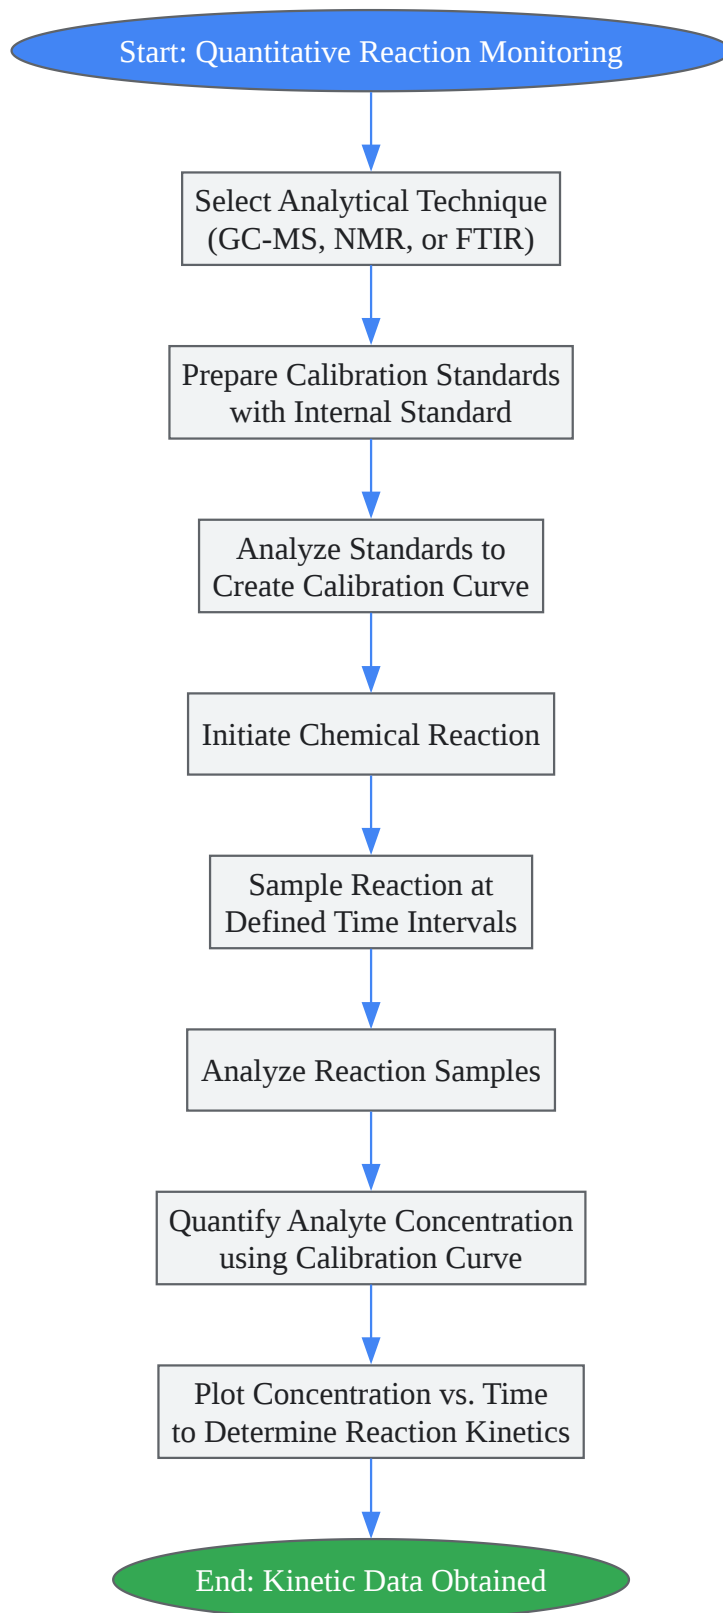 Start: Quantitative Reaction Monitoring
Select Analytical Technique
(GC-MS, NMR, or FTIR)
Prepare Calibration Standards
with Internal Standard
Analyze Standards to
Create Calibration Curve
Initiate Chemical Reaction
Sample Reaction at
Defined Time Intervals
Analyze Reaction Samples
Quantify Analyte Concentration
using Calibration Curve
Plot Concentration vs. Time
to Determine Reaction Kinetics
End: Kinetic Data Obtained